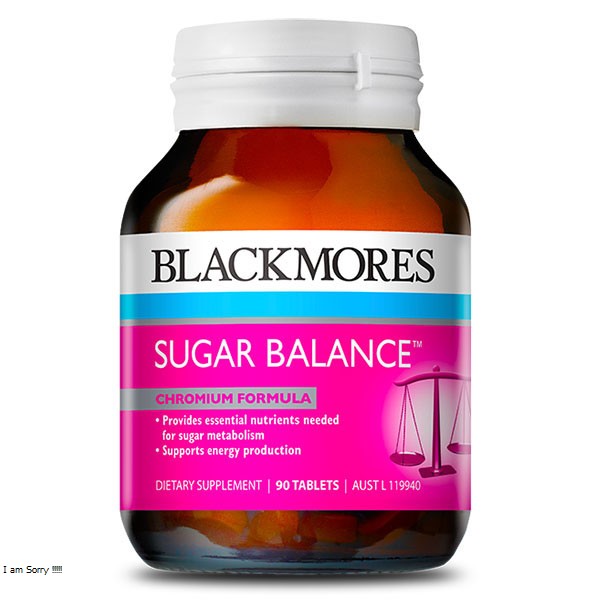 BLACKMORES
SUGAR BALANCE™
CHROMIUM FORMULA
• Provides essential nutrients needed
for sugar metabolism
• Supports energy production
DIETARY SUPPLEMENT | 90 TABLETS | AUST L 119940
I am Sorry !!!!!